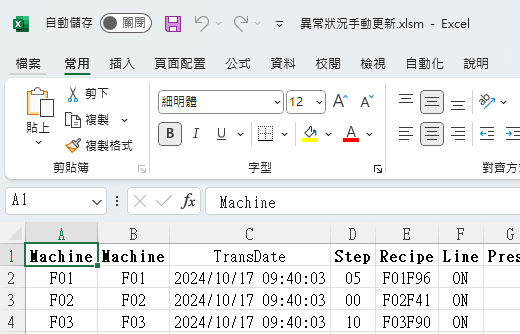 自動儲存 關閉 異常狀況手動更新.xlsm - Excel
檔案 常用 插入 頁面配置 公式 資料 校閱 檢視 自動化 說明
貼上 剪下 細明體 12 A A
複製 B I U
複製格式
剪貼簿 字型 對齊方式
A1 fx Machine
A B C D E F G
1 Machine Machine TransDate Step Recipe Line Pres
2 F01 F01 2024/10/17 09:40:03 05 F01F96 ON
3 F02 F02 2024/10/17 09:40:03 00 F02F41 ON
4 F03 F03 2024/10/17 09:40:03 10 F03F90 ON